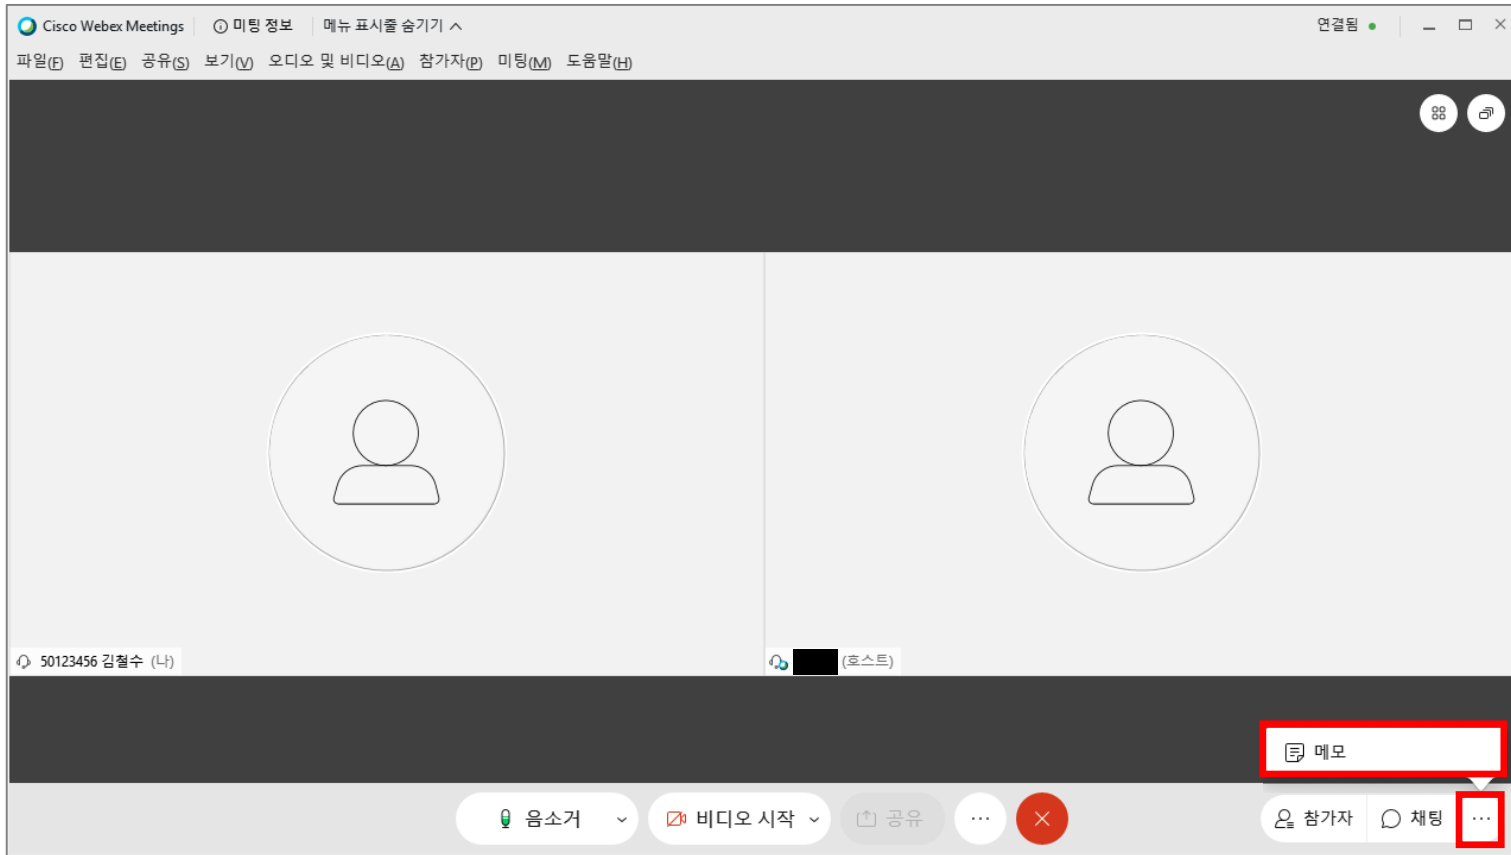 Cisco Webex Meetings 미팅 정보 메뉴 표시줄 숨기기 연결됨
파일(F) 편집(E) 공유(S) 보기(V) 오디오 및 비디오(A) 참가자(P) 미팅(M) 도움말(H)
50123456 김철수 (나) (호스트)
메모
음소거 비디오 시작 공유 ... 참가자 채팅 ...